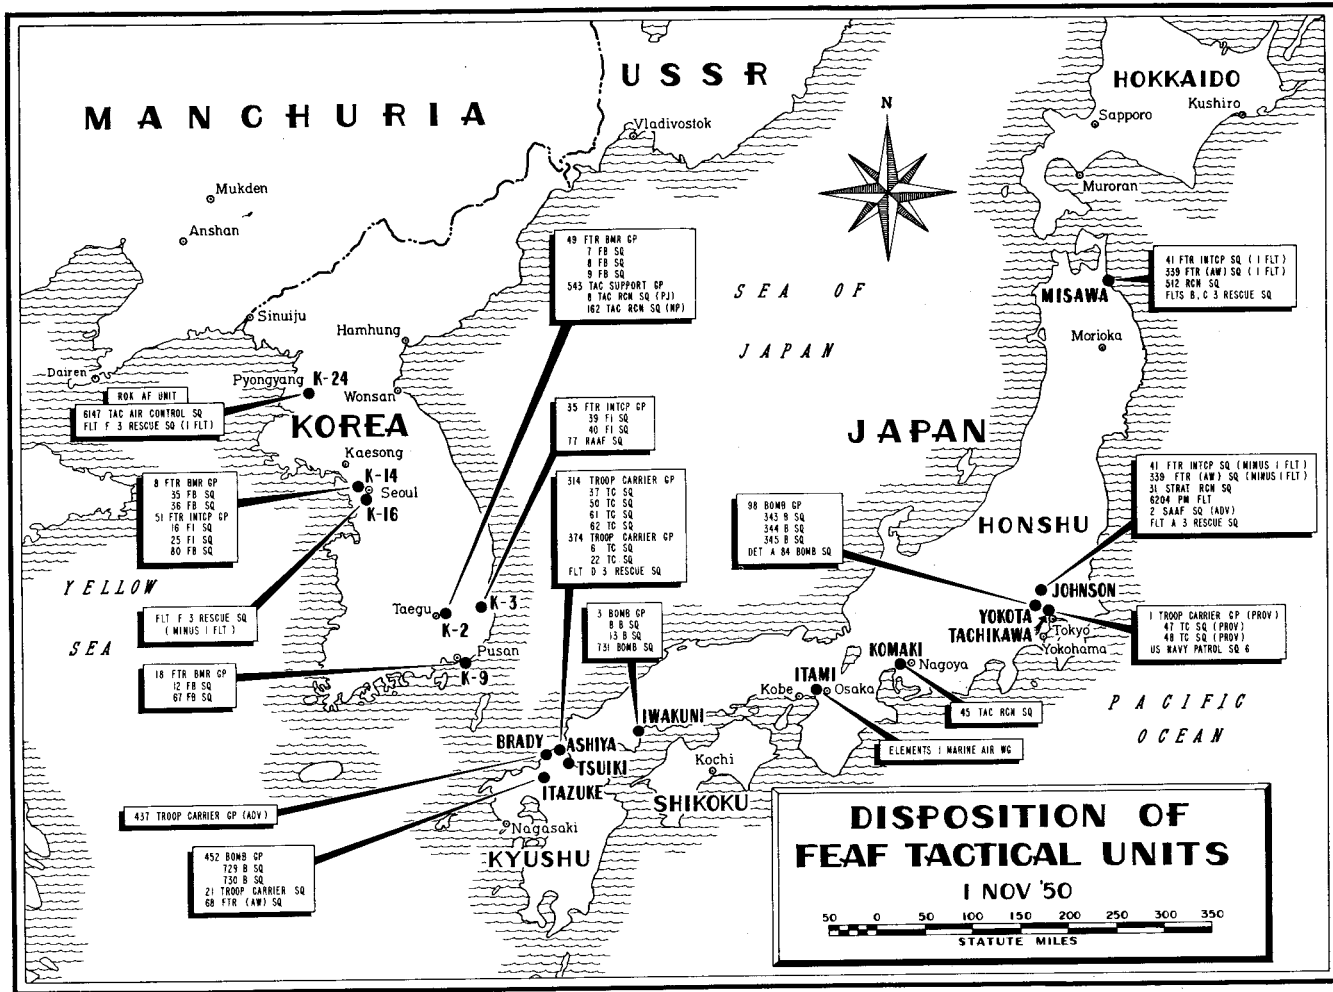 MANCHURIA
USSR
HOKKAIDO
Sapporo
Kushiro
Vladivostok
N
Muroran
Mukden
Anshan
49 FTR BMR GP
7 FB SQ
8 FB SQ
9 FB SQ
543 TAC SUPPORT GP
8 TAC RCN SQ (PJ)
162 TAC RCN SQ (NP)
SEA OF
JAPAN
MISAWA
41 FTR INTCP SQ (1 FLT)
339 FTR (AW) SQ (1 FLT)
512 RCN SQ
FLTS B, C 3 RESCUE SQ
Morioka
Sinuiju
Hamhung
Dairen
Pyongyang
K-24
Wonsan
ROK AF UNIT
6147 TAC AIR CONTROL SQ
FLT F 3 RESCUE SQ (1 FLT)
KOREA
35 FTR INTCP GP
39 FI SQ
40 FI SQ
77 RAAF SQ
JAPAN
Kaesong
K-14
Seoul
K-16
8 FTR BMR GP
35 FB SQ
36 FB SQ
51 FTR INTCP GP
16 FI SQ
25 FI SQ
80 FB SQ
314 TROOP CARRIER GP
37 TC SQ
50 TC SQ
61 TC SQ
62 TC SQ
374 TROOP CARRIER GP
6 TC SQ
22 TC SQ
FLT D 3 RESCUE SQ
98 BOMB GP
343 B SQ
344 B SQ
345 B SQ
DET A 84 BOMB SQ
HONSHU
41 FTR INTCP SQ (MINUS 1 FLT)
339 FTR (AW) SQ (MINUS 1 FLT)
31 STRAT RCN SQ
6204 PM FLT
2 SAAF SQ (ADV)
FLT A 3 RESCUE SQ
YELLOW
SEA
FLT F 3 RESCUE SQ
(MINUS 1 FLT)
Taegu
K-2
K-3
3 BOMB GP
8 B SQ
13 B SQ
731 BOMB SQ
JOHNSON
YOKOTA
TACHIKAWA
Tokyo
Yokohama
1 TROOP CARRIER GP (PROV)
47 TC SQ (PROV)
48 TC SQ (PROV)
US NAVY PATROL SQ 6
18 FTR BMR GP
12 FB SQ
67 FB SQ
Pusan
K-9
KOMAKI
Nagoya
ITAMI
Kobe
Osaka
45 TAC RCN SQ
PACIFIC
OCEAN
IWAKUNI
ELEMENTS 1 MARINE AIR WG
BRADY
ASHIYA
TSUIKI
ITAZUKE
Kochi
SHIKOKU
437 TROOP CARRIER GP (ADV)
Nagasaki
KYUSHU
452 BOMB GP
729 B SQ
730 B SQ
21 TROOP CARRIER SQ
68 FTR (AW) SQ
DISPOSITION OF
FEAF TACTICAL UNITS
1 NOV '50
50 0 50 100 150 200 250 300 350
STATUTE MILES